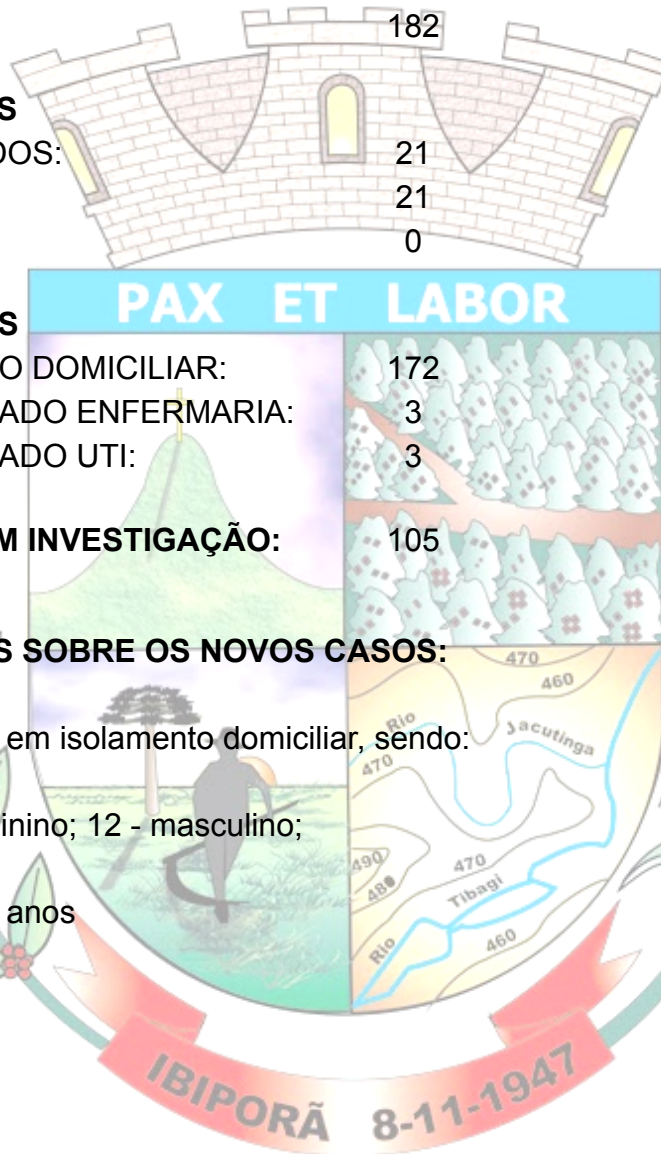 182
S
DOS: 21
21
0
PAX ET LABOR
S
O DOMICILIAR: 172
ADO ENFERMARIA: 3
ADO UTI: 3
M INVESTIGAÇÃO: 105
S SOBRE OS NOVOS CASOS:
470
460
em isolamento domiciliar, sendo:
Rio Jacutinga
470
inino; 12 - masculino;
490
470
480
Tibagi
anos
Rio
460
IBIPORÃ 8-11-1947